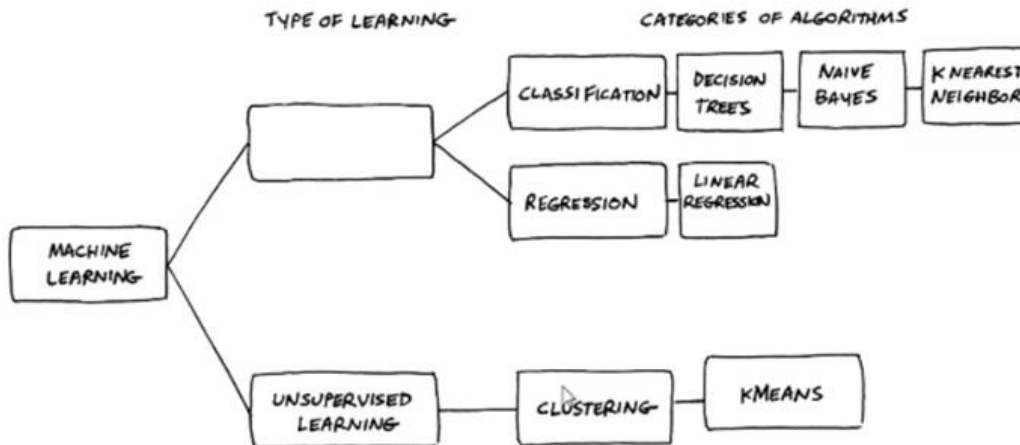 TYPE OF LEARNING
CATEGORIES OF ALGORITHMS
CLASSIFICATION
DECISION
TREES
NAIVE
BAYES
K NEAREST
NEIGHBOR
REGRESSION
LINEAR
REGRESSION
MACHINE
LEARNING
UNSUPERVISED
LEARNING
CLUSTERING
KMEANS